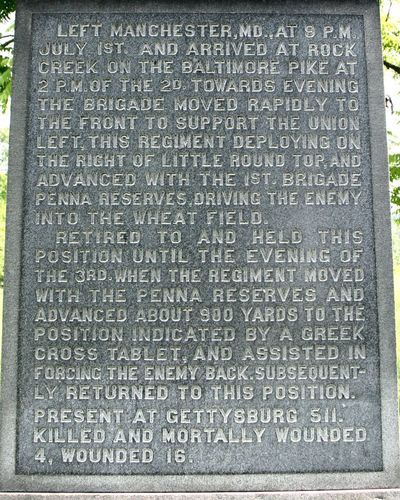 LEFT MANCHESTER, MD., AT 9 P.M.
JULY 1ST. AND ARRIVED AT ROCK
CREEK ON THE BALTIMORE PIKE AT
2 P.M. OF THE 2D. TOWARDS EVENING
THE BRIGADE MOVED RAPIDLY TO
THE FRONT TO SUPPORT THE UNION
LEFT, THIS REGIMENT DEPLOYING ON
THE RIGHT OF LITTLE ROUND TOP, AND
ADVANCED WITH THE 1ST. BRIGADE
PENNA RESERVES, DRIVING THE ENEMY
INTO THE WHEAT FIELD.
RETIRED TO AND HELD THIS
POSITION UNTIL THE EVENING OF
THE 3RD. WHEN THE REGIMENT MOVED
WITH THE PENNA RESERVES AND
ADVANCED ABOUT 900 YARDS TO THE
POSITION INDICATED BY A GREEK
CROSS TABLET, AND ASSISTED IN
FORCING THE ENEMY BACK. SUBSEQUENT-
LY RETURNED TO THIS POSITION.
PRESENT AT GETTYSBURG 511.
KILLED AND MORTALLY WOUNDED
4, WOUNDED 16.